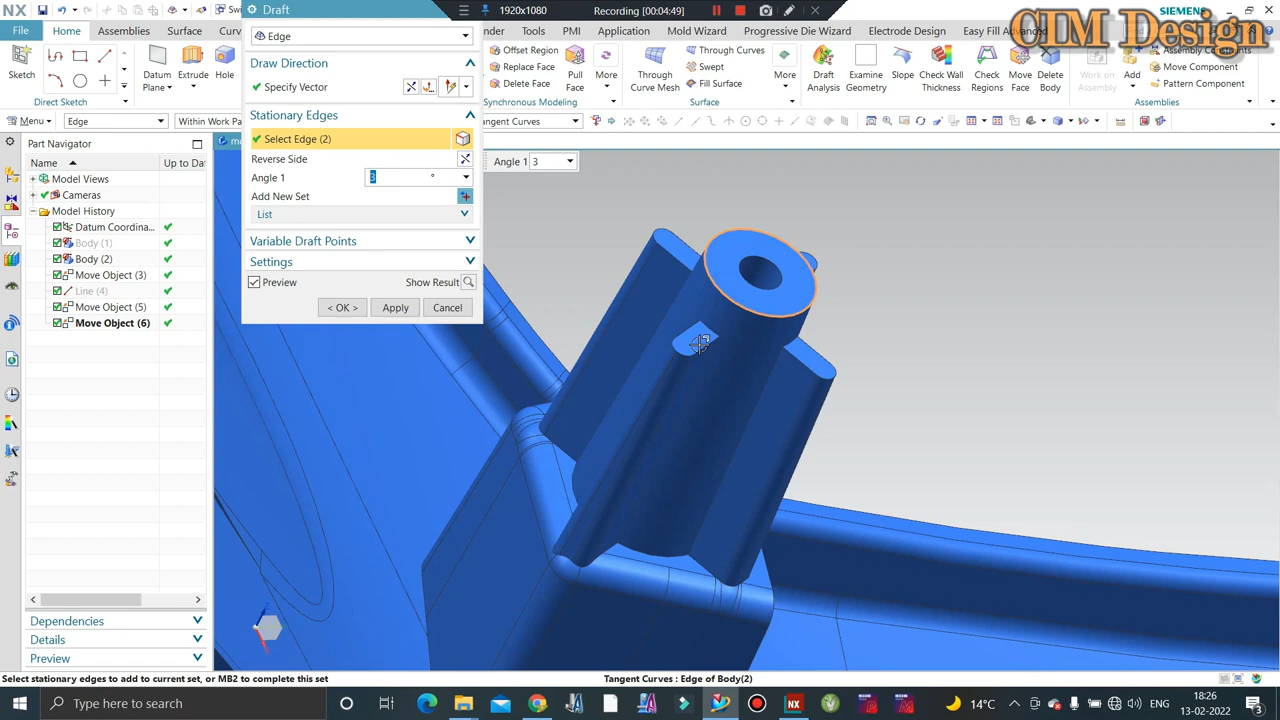 NX
Draft
1920x1080
Recording [00:04:49]
SIEMENS
CIM Design
File
Home
Assemblies
Surface
Tools
PMI
Application
Mold Wizard
Progressive Die Wizard
Electrode Design
Easy Fill Advanced
Sketch
Datum
Plane
Extrude
Hole
Direct Sketch
Edge
Draw Direction
Specify Vector
Stationary Edges
Select Edge (2)
Reverse Side
Angle 1
3
°
Add New Set
List
Variable Draft Points
Settings
Preview
Show Result
< OK >
Apply
Cancel
Offset Region
Replace Face
Delete Face
Pull
Face
More
Synchronous Modeling
Through
Curve Mesh
Through Curves
Swept
Fill Surface
More
Surface
Draft
Analysis
Examine
Geometry
Slope
Check Wall
Thickness
Check
Regions
Move
Face
Delete
Body
Work on
Assembly
Add
Assembly Constraints
Move Component
Pattern Component
Assemblies
Menu
Edge
Within Work Pa
Tangent Curves
Angle 1 3
Part Navigator
Name
Up to Dat
Model Views
Cameras
Model History
Datum Coordina...
Body (1)
Body (2)
Move Object (3)
Line (4)
Move Object (5)
Move Object (6)
Dependencies
Details
Preview
Select stationary edges to add to current set, or MB2 to complete this set
Tangent Curves : Edge of Body(2)
Type here to search
14°C
ENG
18:26
13-02-2022